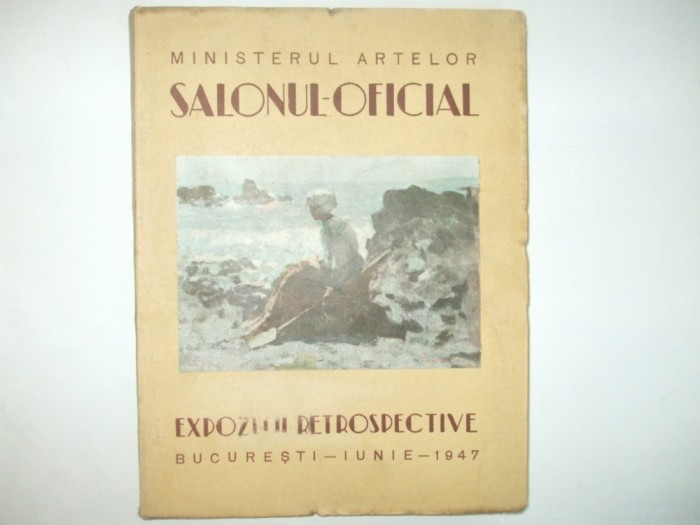 MINISTERUL ARTELOR
SALONUL-OFICIAL
EXPOZIȚII RETROSPECTIVE
BUCUREȘTI — IUNIE — 1947